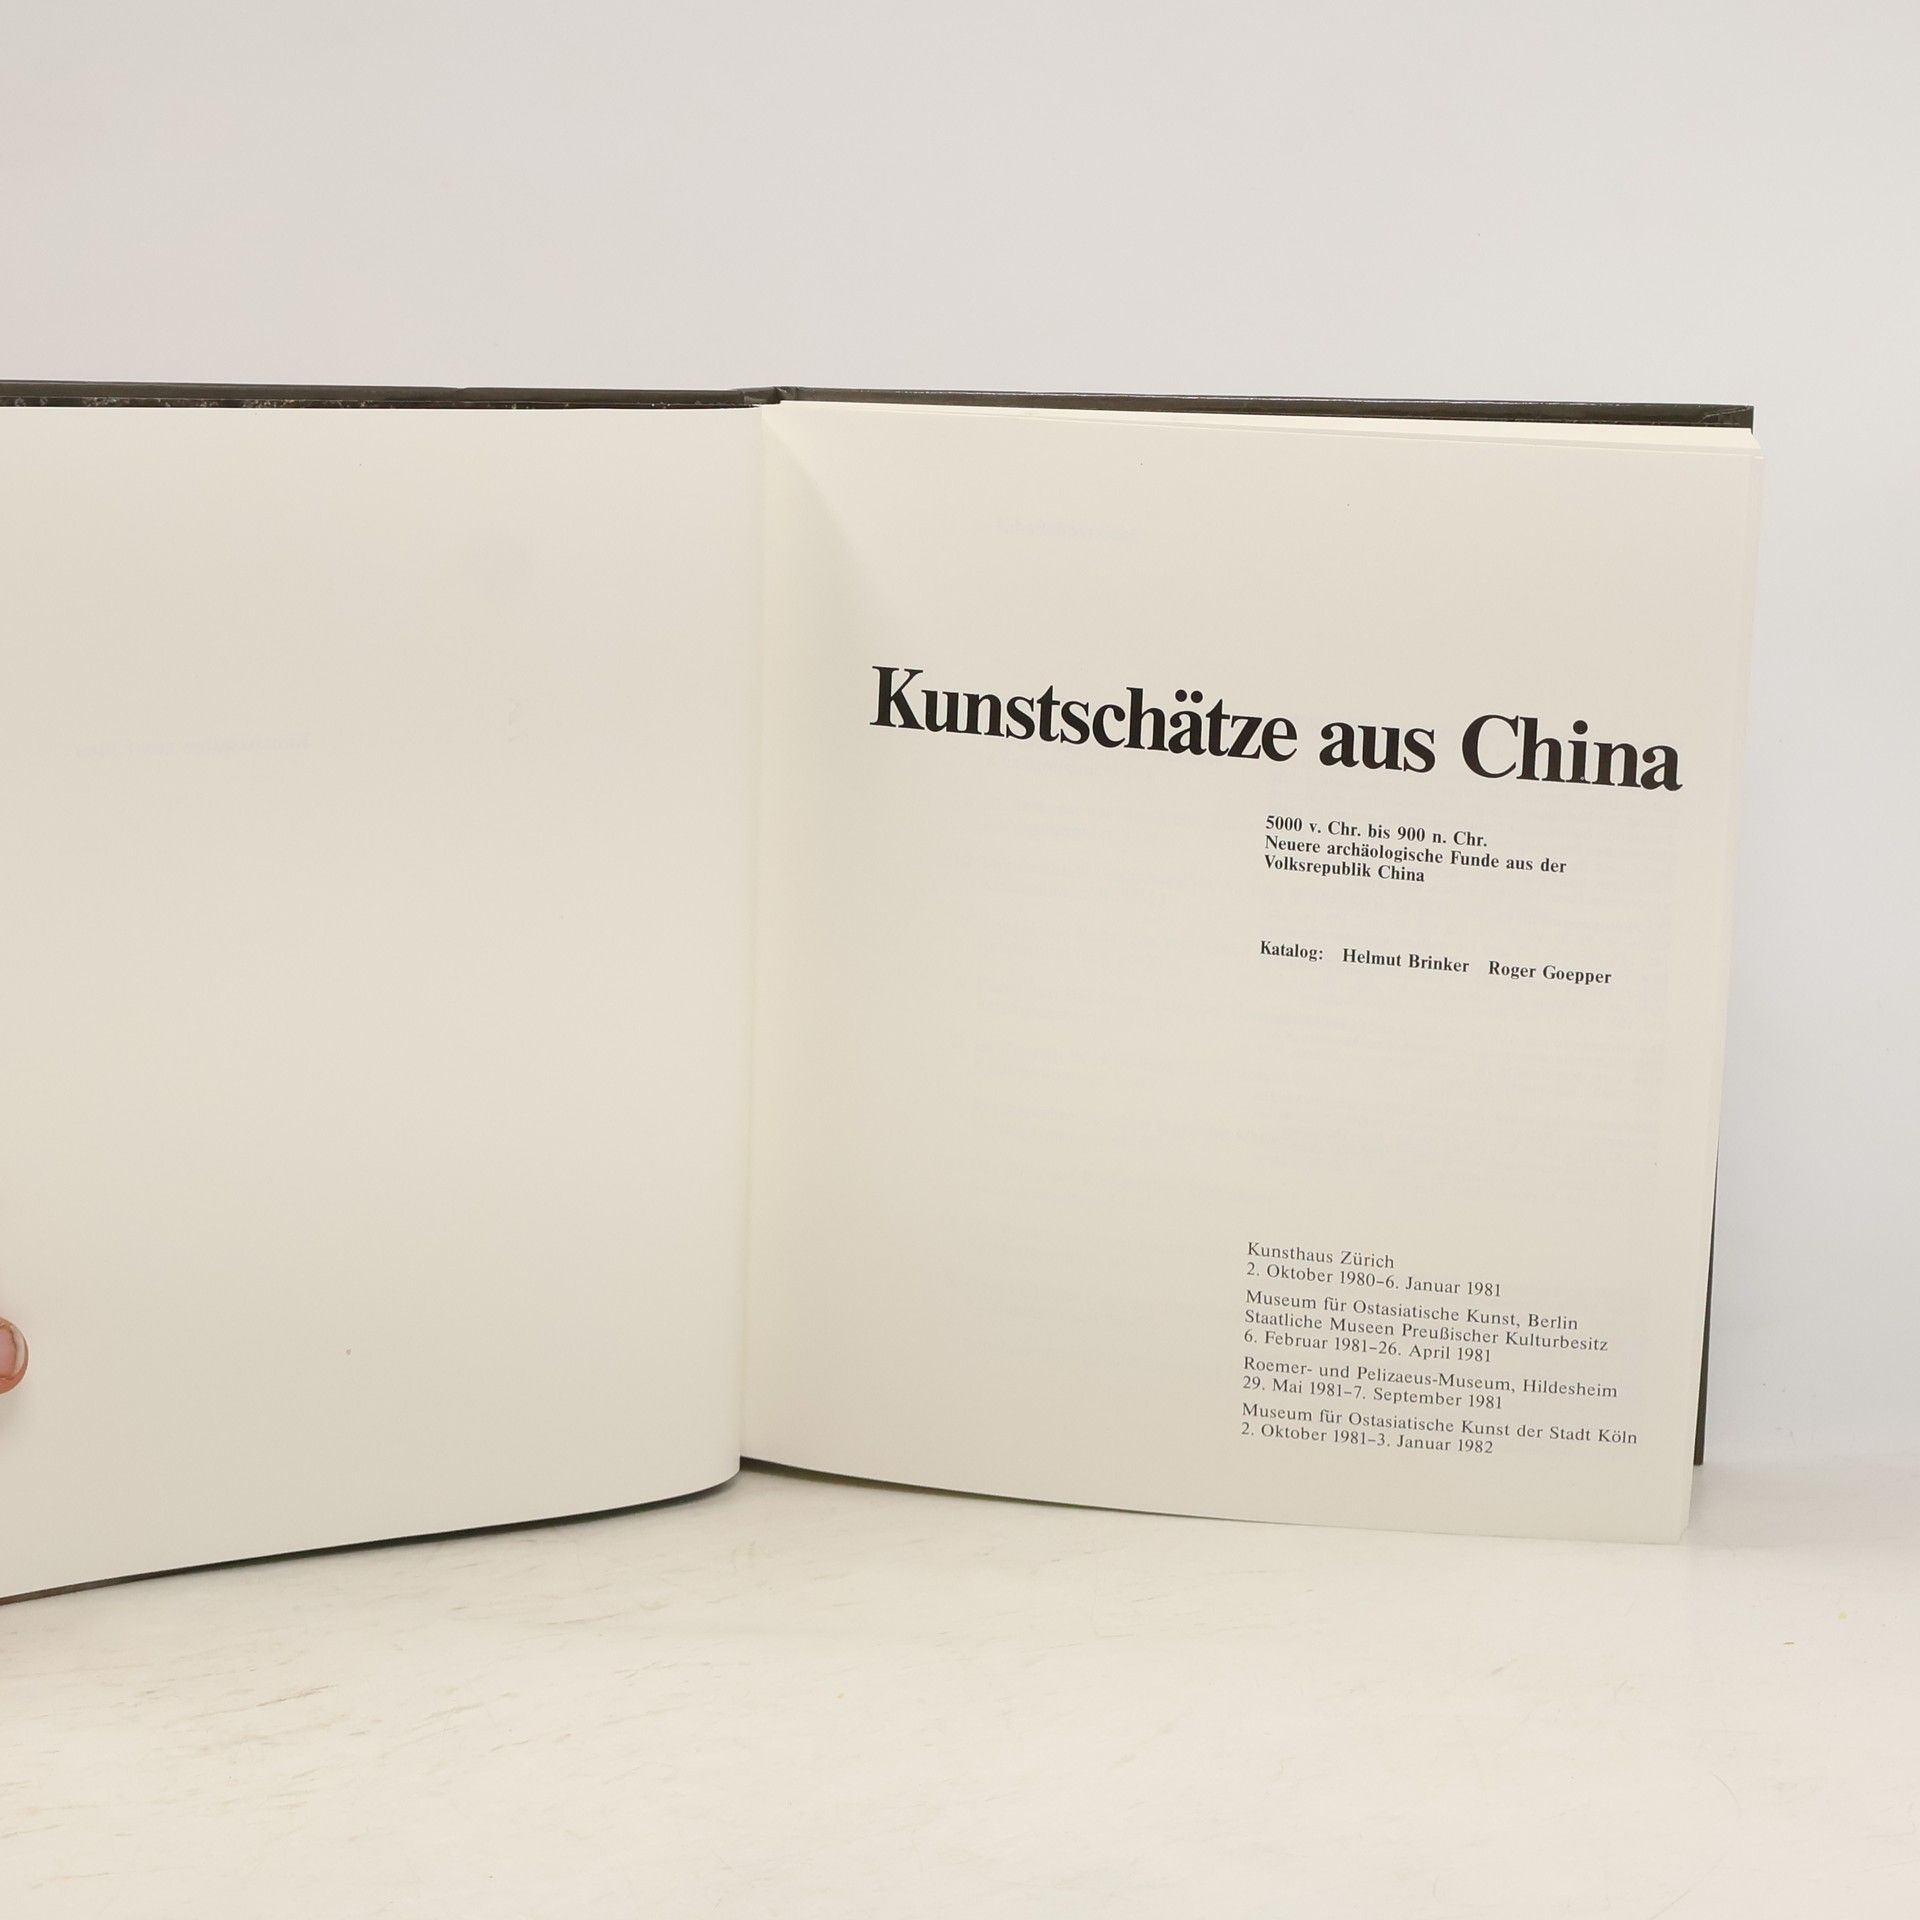 Kunstschätze aus China
5000 v. Chr. bis 900 n. Chr.
Neuere archäologische Funde aus der
Volksrepublik China
Katalog: Helmut Brinker Roger Goepper
Kunsthaus Zürich
2. Oktober 1980–6. Januar 1981
Museum für Ostasiatische Kunst, Berlin
Staatliche Museen Preußischer Kulturbesitz
6. Februar 1981–26. April 1981
Roemer- und Pelizaeus-Museum, Hildesheim
29. Mai 1981–7. September 1981
Museum für Ostasiatische Kunst der Stadt Köln
2. Oktober 1981–3. Januar 1982